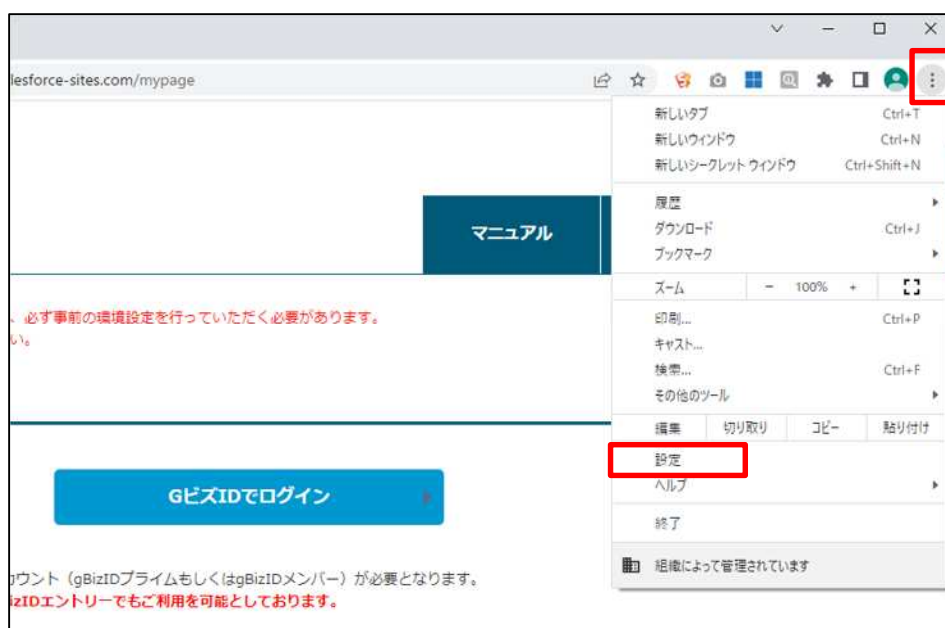 lesforce-sites.com/mypage
新しいタブ Ctrl+T
新しいウィンドウ Ctrl+N
新しいシークレット ウィンドウ Ctrl+Shift+N
履歴
ダウンロード Ctrl+J
ブックマーク
ズーム - 100% +
印刷... Ctrl+P
キャスト...
検索... Ctrl+F
その他のツール
編集 切り取り コピー 貼り付け
設定
ヘルプ
終了
組織によって管理されています
マニュアル
、必ず事前の環境設定を行っていただく必要があります。
い。
GビズIDでログイン
カウント（gBizIDプライムもしくはgBizIDメンバー）が必要となります。
izIDエントリーでもご利用を可能としております。